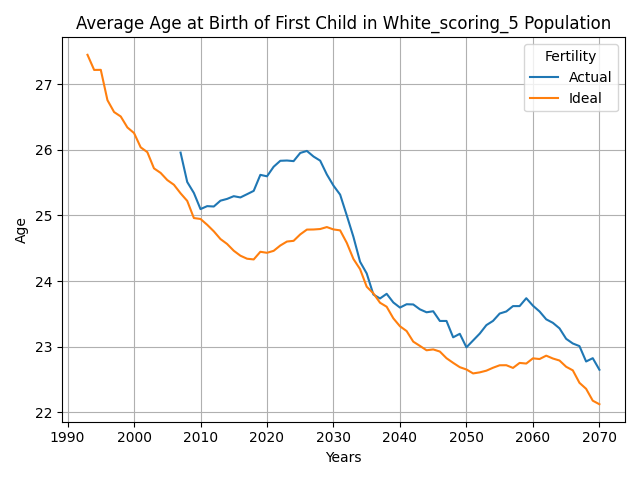 Average Age at Birth of First Child in White_scoring_5 Population
Fertility
Actual
Ideal
Age
27
26
25
24
23
22
1990
2000
2010
2020
2030
2040
2050
2060
2070
Years